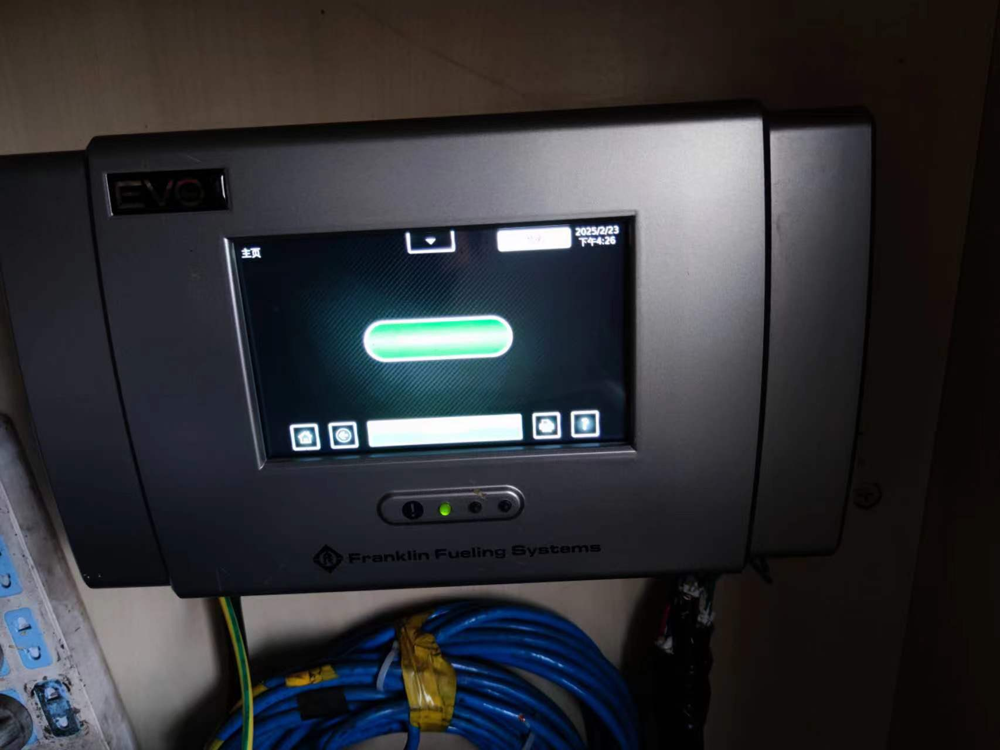 EVO
主页
2025/2/23
下午4:26
?
!
Franklin Fueling Systems